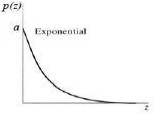 p(z)
a
Exponential
z